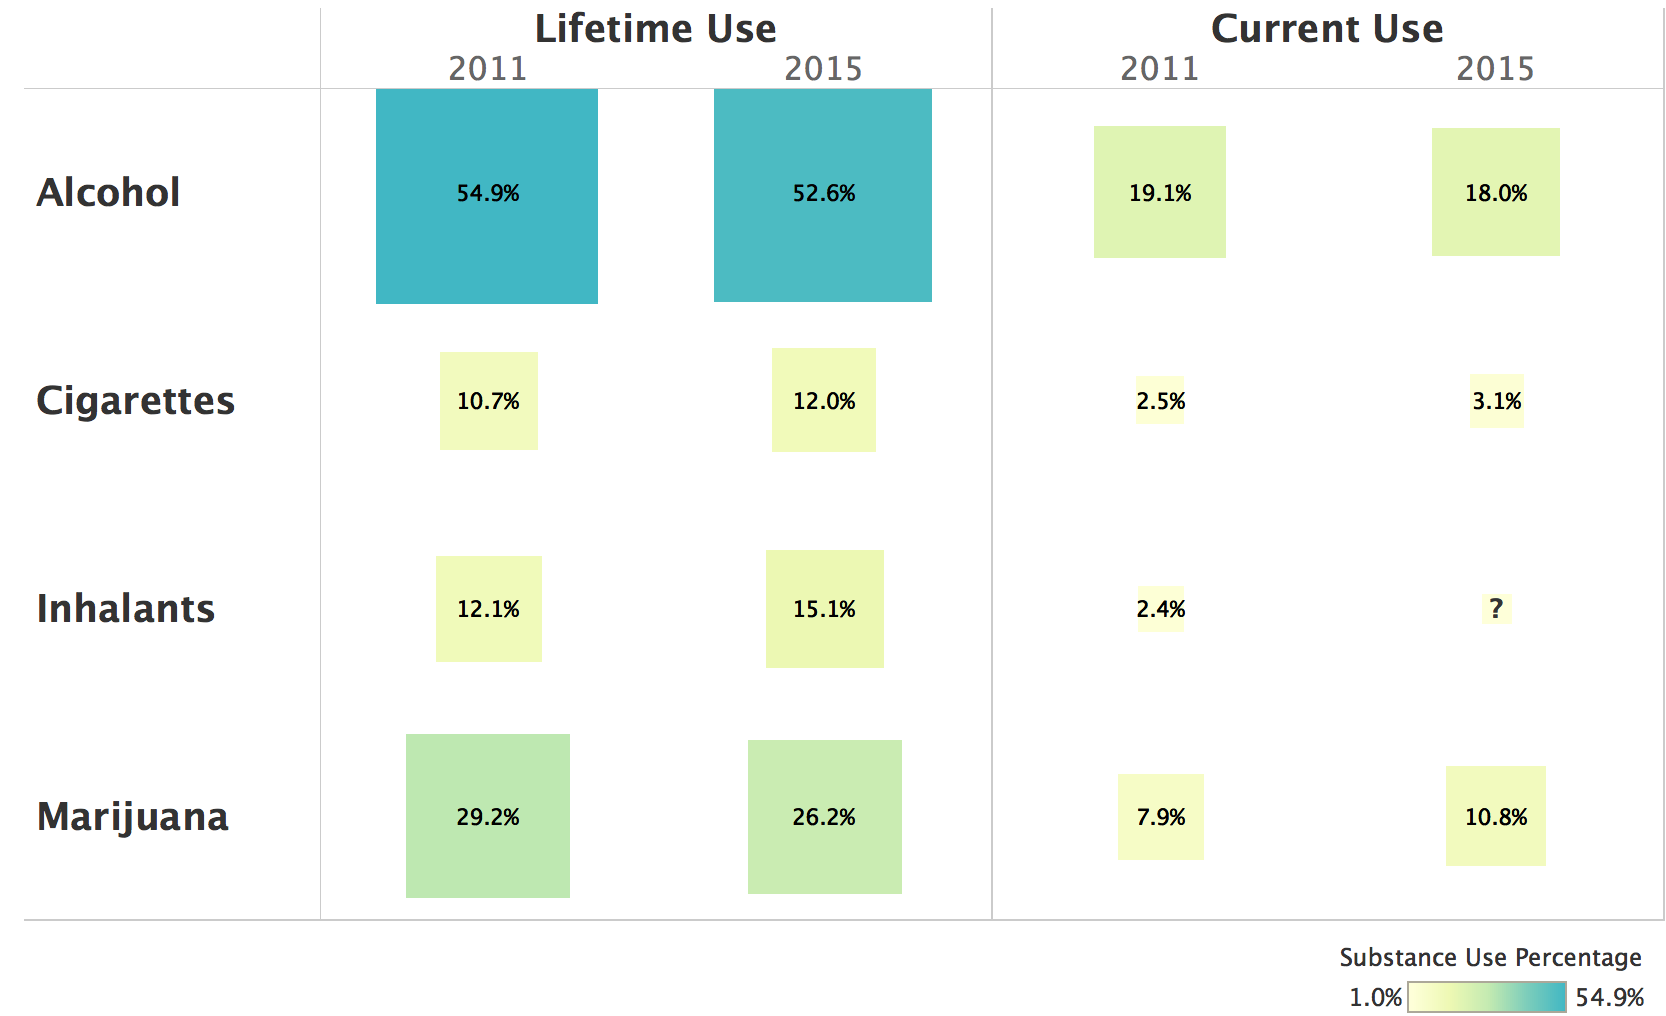 Lifetime Use Current Use
2011 2015 2011 2015
Alcohol 54.9% 52.6% 19.1% 18.0%
Cigarettes 10.7% 12.0% 2.5% 3.1%
Inhalants 12.1% 15.1% 2.4% ?
Marijuana 29.2% 26.2% 7.9% 10.8%
Substance Use Percentage
1.0% 54.9%